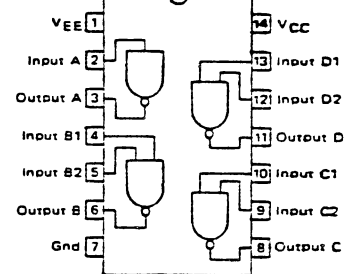 VEE 1
Input A 2
Output A 3
Input B1 4
Input B2 5
Output B 6
Gnd 7
14 VCC
13 Input D1
12 Input D2
11 Output D
10 Input C1
9 Input C2
8 Output C